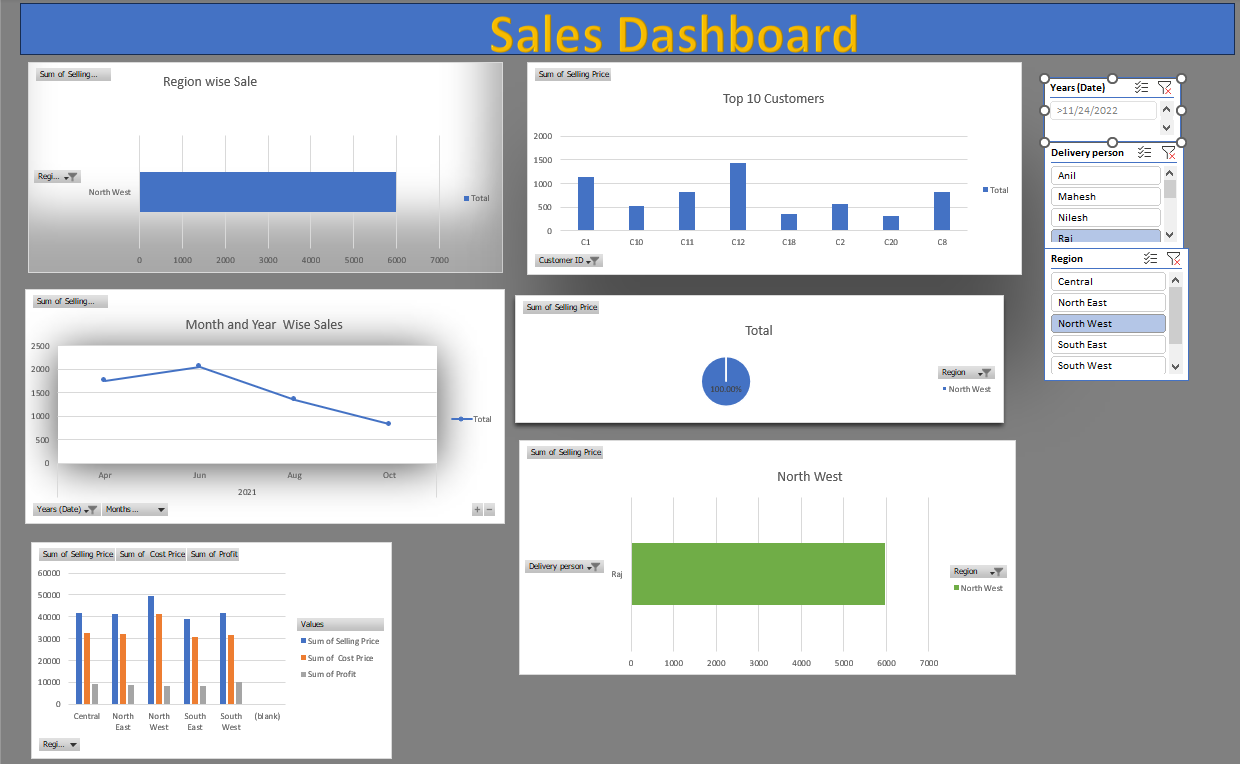 Sales Dashboard
Sum of Selling...
Region wise Sale
Regi...
North West
Total
0 1000 2000 3000 4000 5000 6000 7000
Sum of Selling Price
Top 10 Customers
2000
1500
1000
500
0
C1 C10 C11 C12 C18 C2 C20 C8
Total
Customer ID
Years (Date)
>11/24/2022
Delivery person
Anil
Mahesh
Nilesh
Raj
Region
Central
North East
North West
South East
South West
Sum of Selling...
Month and Year Wise Sales
2500
2000
1500
1000
500
0
Apr Jun Aug Oct
2021
Total
Years (Date) Months...
+ −
Sum of Selling Price
Total
100.00%
Region
North West
Sum of Selling Price
North West
Delivery person
Raj
0 1000 2000 3000 4000 5000 6000 7000
Region
North West
Sum of Selling Price Sum of Cost Price Sum of Profit
60000
50000
40000
30000
20000
10000
0
Central North East North West South East South West (blank)
Values
Sum of Selling Price
Sum of Cost Price
Sum of Profit
Regi...